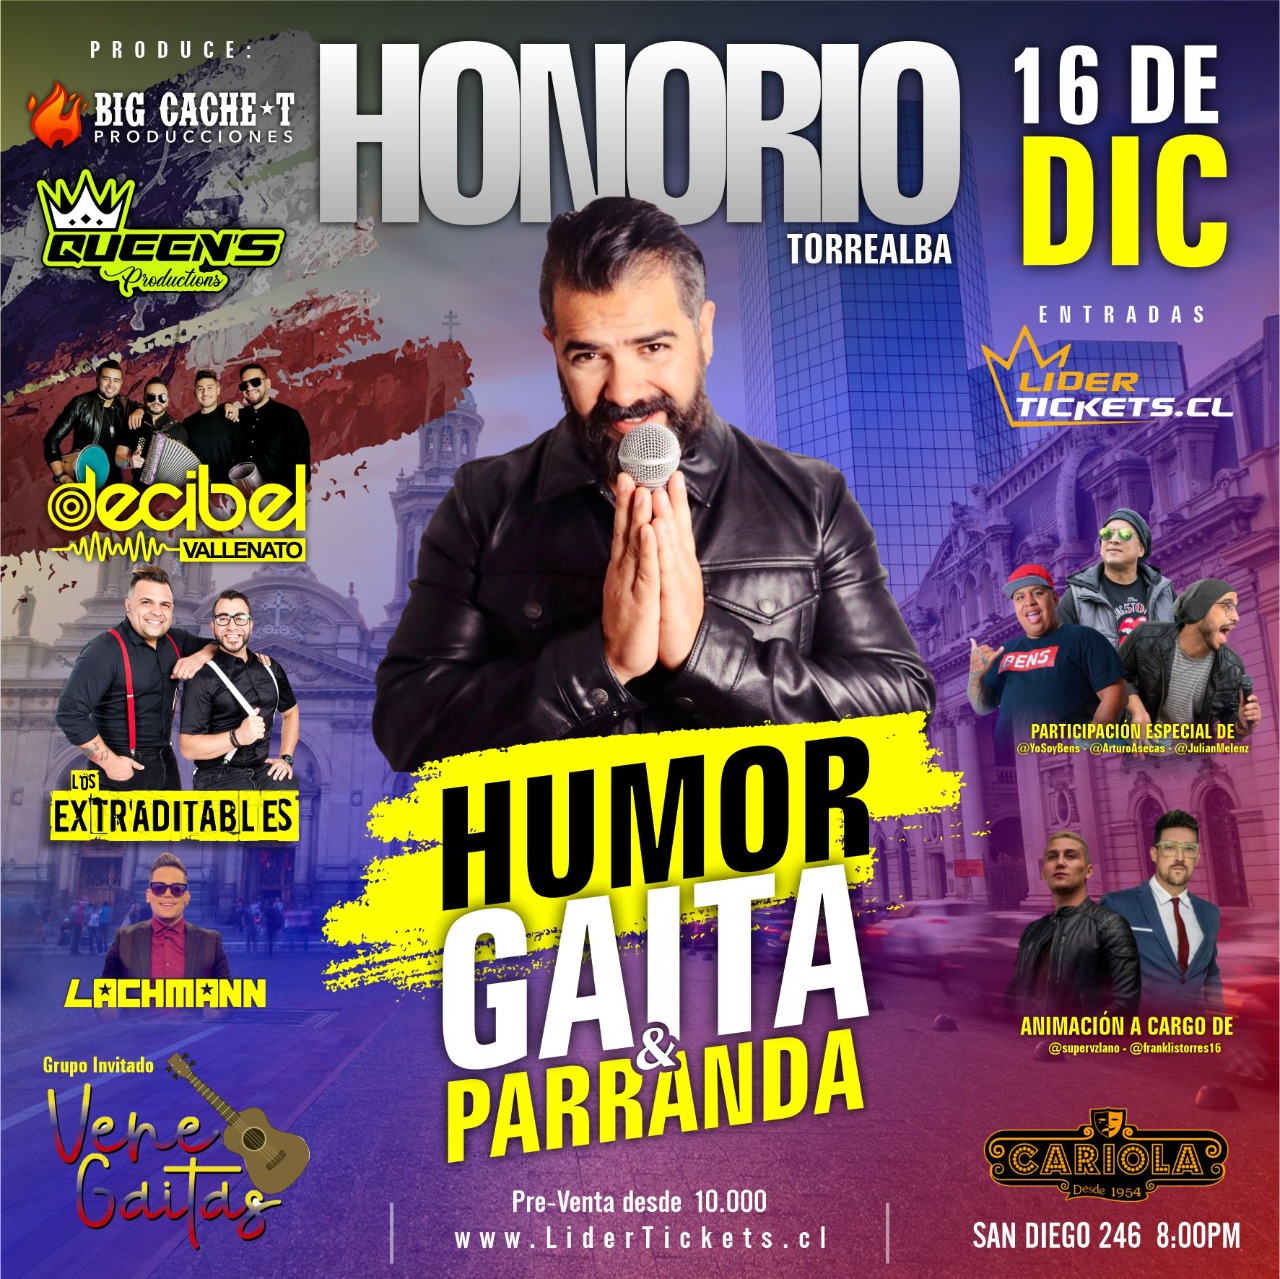 PRODUCE:
BIG CACHE★T
PRODUCCIONES
QUEEN'S
Productions
HONORIO
TORREALBA
16 DE
DIC
ENTRADAS
LIDER
TICKETS.CL
decibel
VALLENATO
LOS
EXTRADITABLES
LACHMANN
Grupo Invitado
Vene
Gaitas
BENS
PARTICIPACIÓN ESPECIAL DE
@YoSoyBens - @ArturoAsecas - @JulianMelenz
ANIMACIÓN A CARGO DE
@supervzlano - @franklistorres16
HUMOR
GAITA
&
PARRANDA
CARIOLA
Desde 1954
Pre-Venta desde 10.000
www.LiderTickets.cl
SAN DIEGO 246 8:00PM